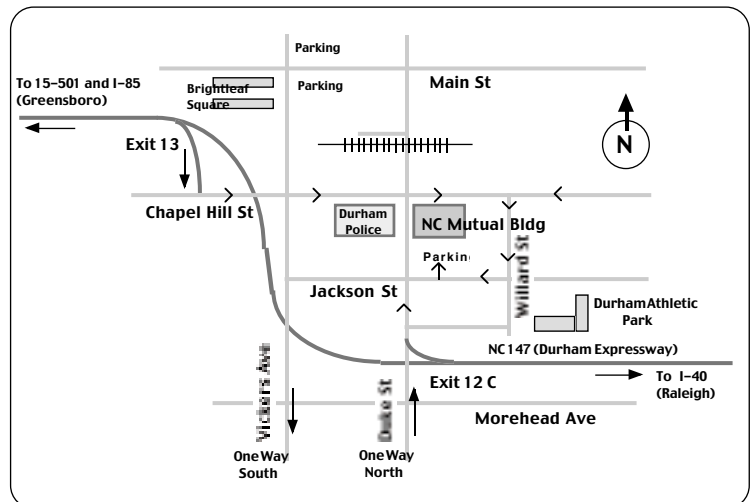 Parking
To 15-501 and I-85
(Greensboro)
Brightleaf
Square
Parking
Main St
Exit 13
N
Chapel Hill St
Durham
Police
NC Mutual Bldg
Parkin
Willard St
Jackson St
Durham Athletic
Park
NC 147 (Durham Expressway)
Vickers Ave
Duke St
Exit 12 C
To I-40
(Raleigh)
Morehead Ave
One Way
South
One Way
North